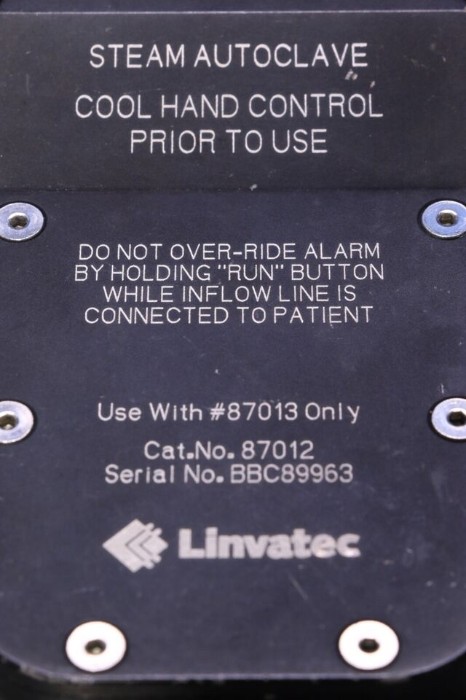 STEAM AUTOCLAVE
COOL HAND CONTROL
PRIOR TO USE
DO NOT OVER-RIDE ALARM
BY HOLDING "RUN" BUTTON
WHILE INFLOW LINE IS
CONNECTED TO PATIENT
Use With #87013 Only
Cat.No. 87012
Serial No. BBC89963
Linvatec